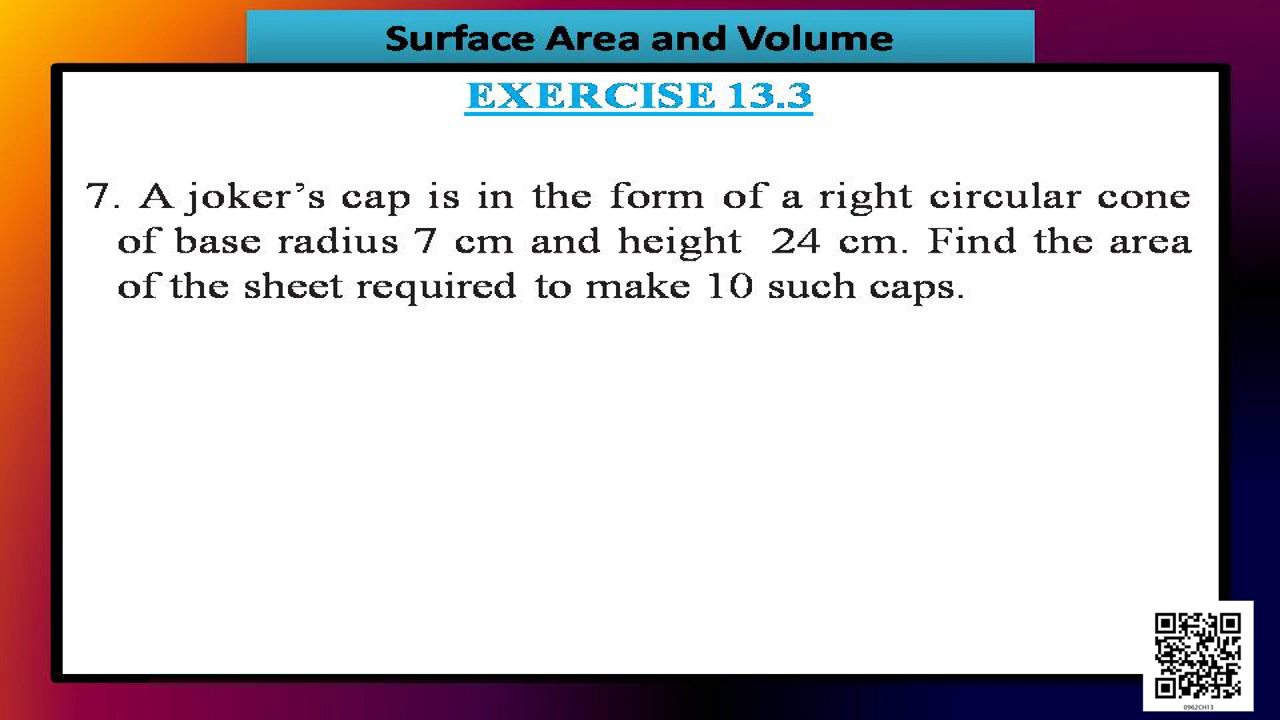 Surface Area and Volume
EXERCISE 13.3
7. A joker’s cap is in the form of a right circular cone
of base radius 7 cm and height 24 cm. Find the area
of the sheet required to make 10 such caps.
0962CH13